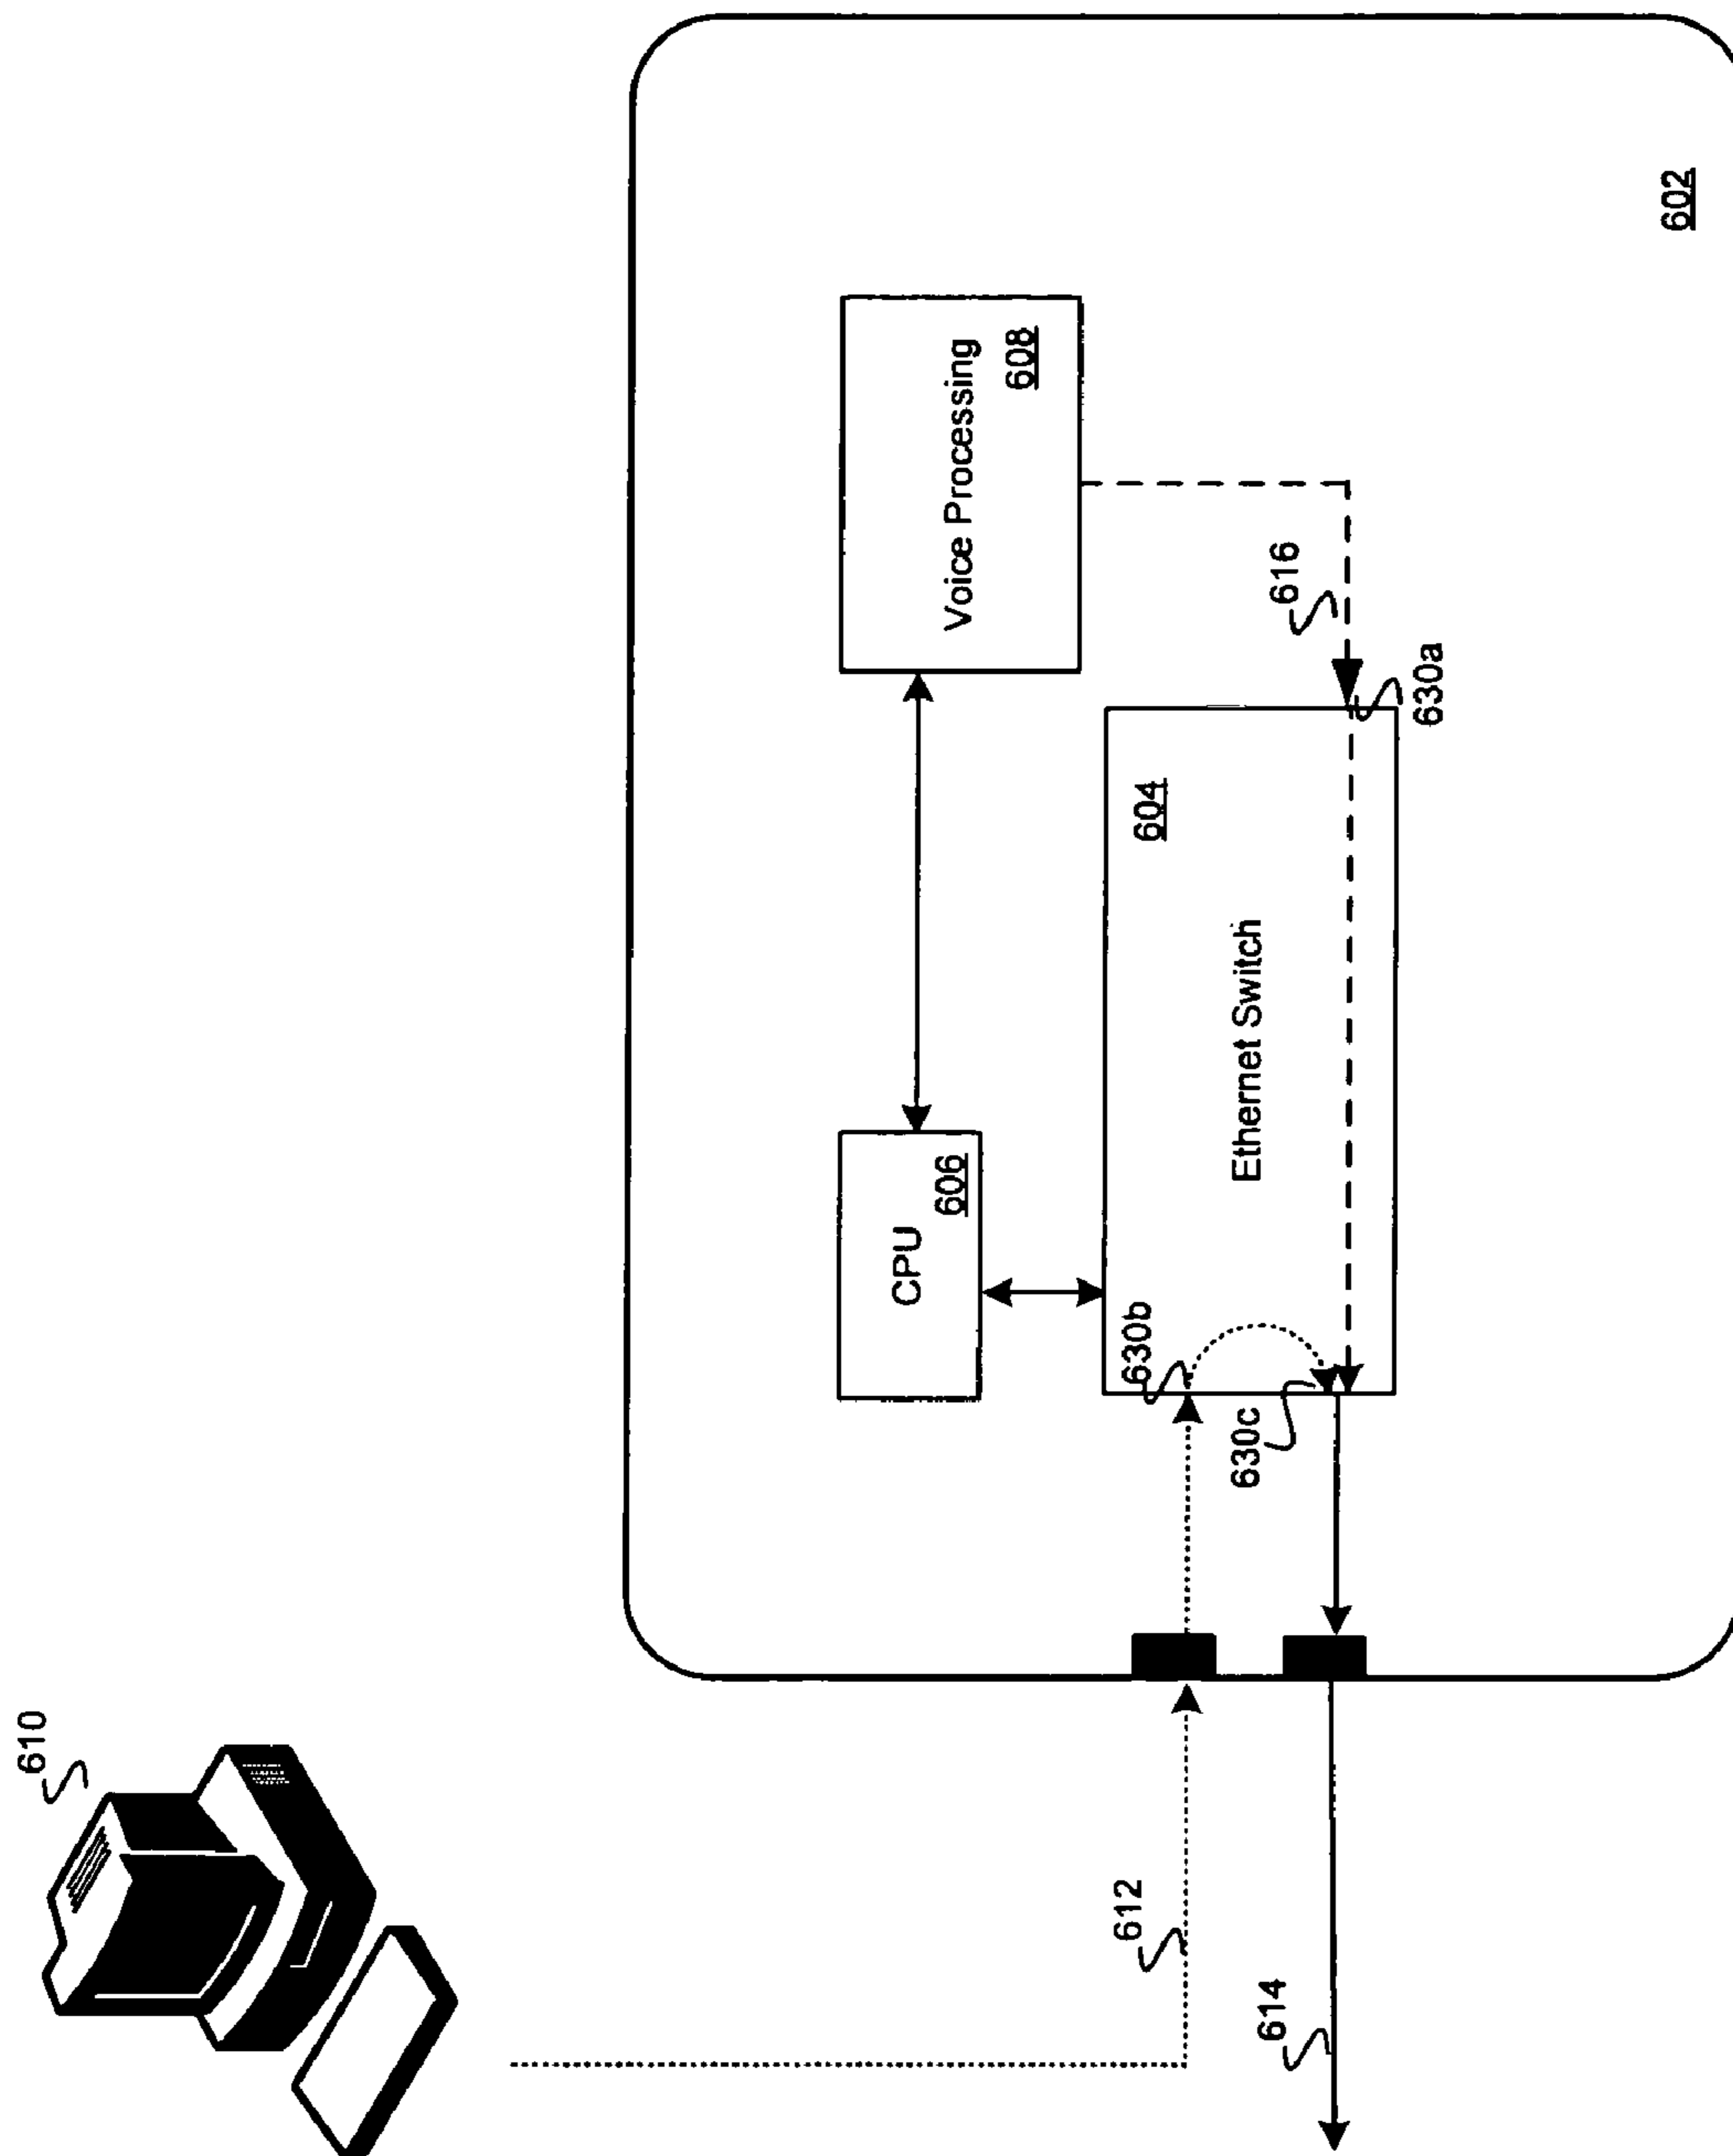 610
612
614
CPU
606
Voice Processing
608
630b
604
616
Ethernet Switch
630c
630a
602